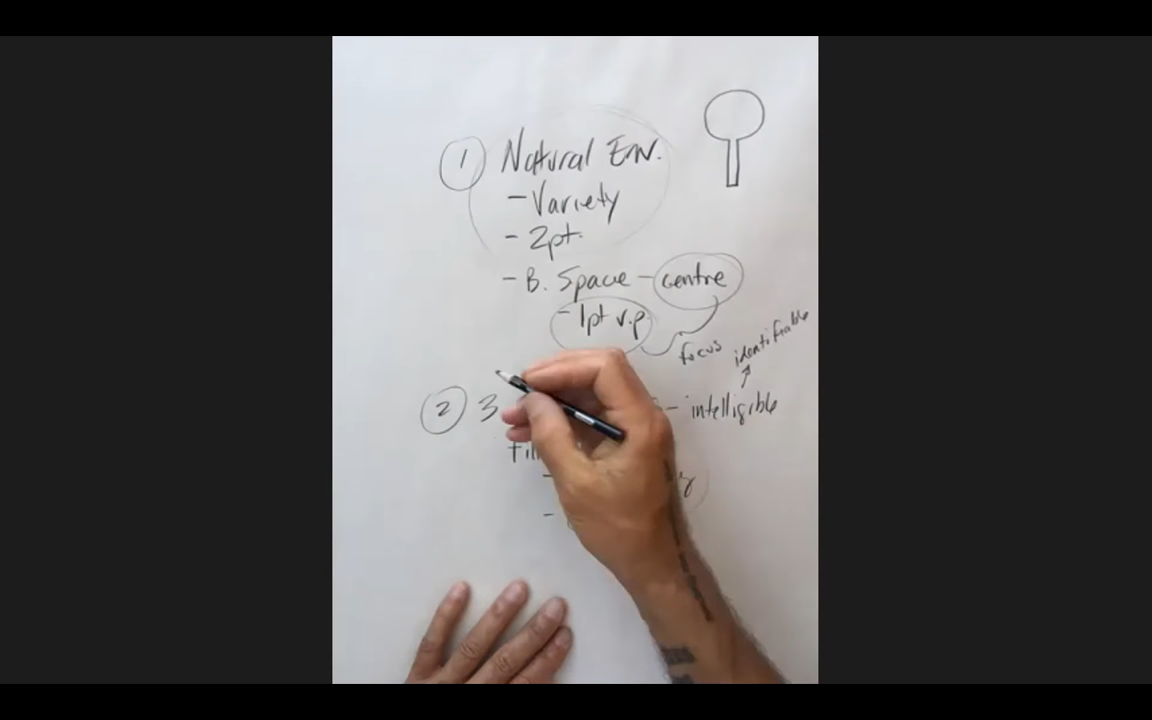 1 Natural Env.
- Variety
- 2pt.
- B. Space - centre
- 1pt v.p.
focus
identifiable
2 3 - intelligible